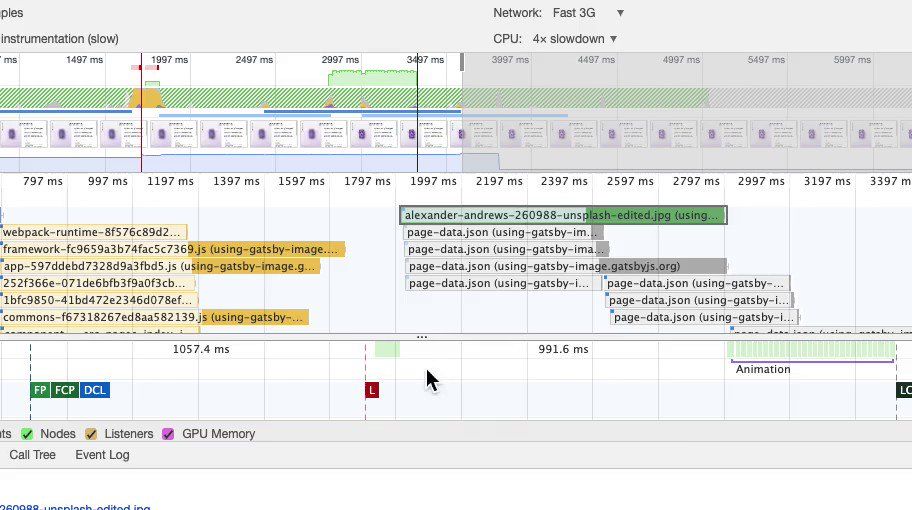 ples
Network: Fast 3G ▼
instrumentation (slow)
CPU: 4× slowdown ▼
ms 1497 ms 1997 ms 2497 ms 2997 ms 3497 ms 3997 ms 4497 ms 4997 ms 5497 ms 5997 ms
797 ms 997 ms 1197 ms 1397 ms 1597 ms 1797 ms 1997 ms 2197 ms 2397 ms 2597 ms 2797 ms 2997 ms 3197 ms 3397 m
alexander-andrews-260988-unsplash-edited.jpg (using...
webpack-runtime-8f576c89d2... page-data.json (using-gatsby-im...
framework-fc9659a3b74fac5c7369.js (using-gatsby-image.... page-data.json (using-gatsby-ima...
app-597ddebd7328d9a3fbd5.js (using-gatsby-image.g... page-data.json (using-gatsby-image.gatsbyjs.org)
252f366e-071de6bfb3f9a0f3cb... page-data.json (using-gatsby-i... page-data.json (using-gatsby-...
1bfc9850-41bd472e2346d078ef... page-data.json (using-gatsby-i...
commons-f67318267ed8aa582139.js (using-gatsby-... page-data.json (using-gatsby-i...
1057.4 ms 991.6 ms
Animation
FP FCP DCL L LC
nts Nodes Listeners GPU Memory
Call Tree Event Log
260988-unsplash-edited.jpg